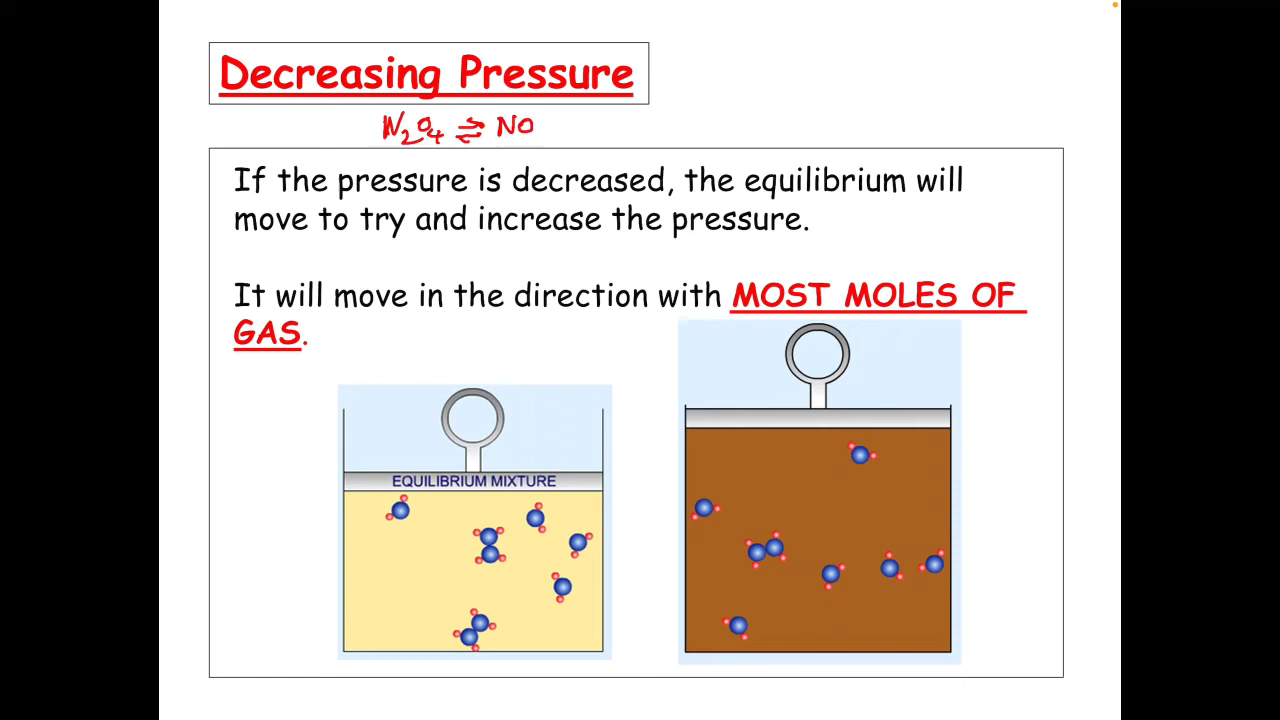 Decreasing Pressure
N₂O₄ ⇌ NO
If the pressure is decreased, the equilibrium will
move to try and increase the pressure.
It will move in the direction with MOST MOLES OF
GAS.
EQUILIBRIUM MIXTURE